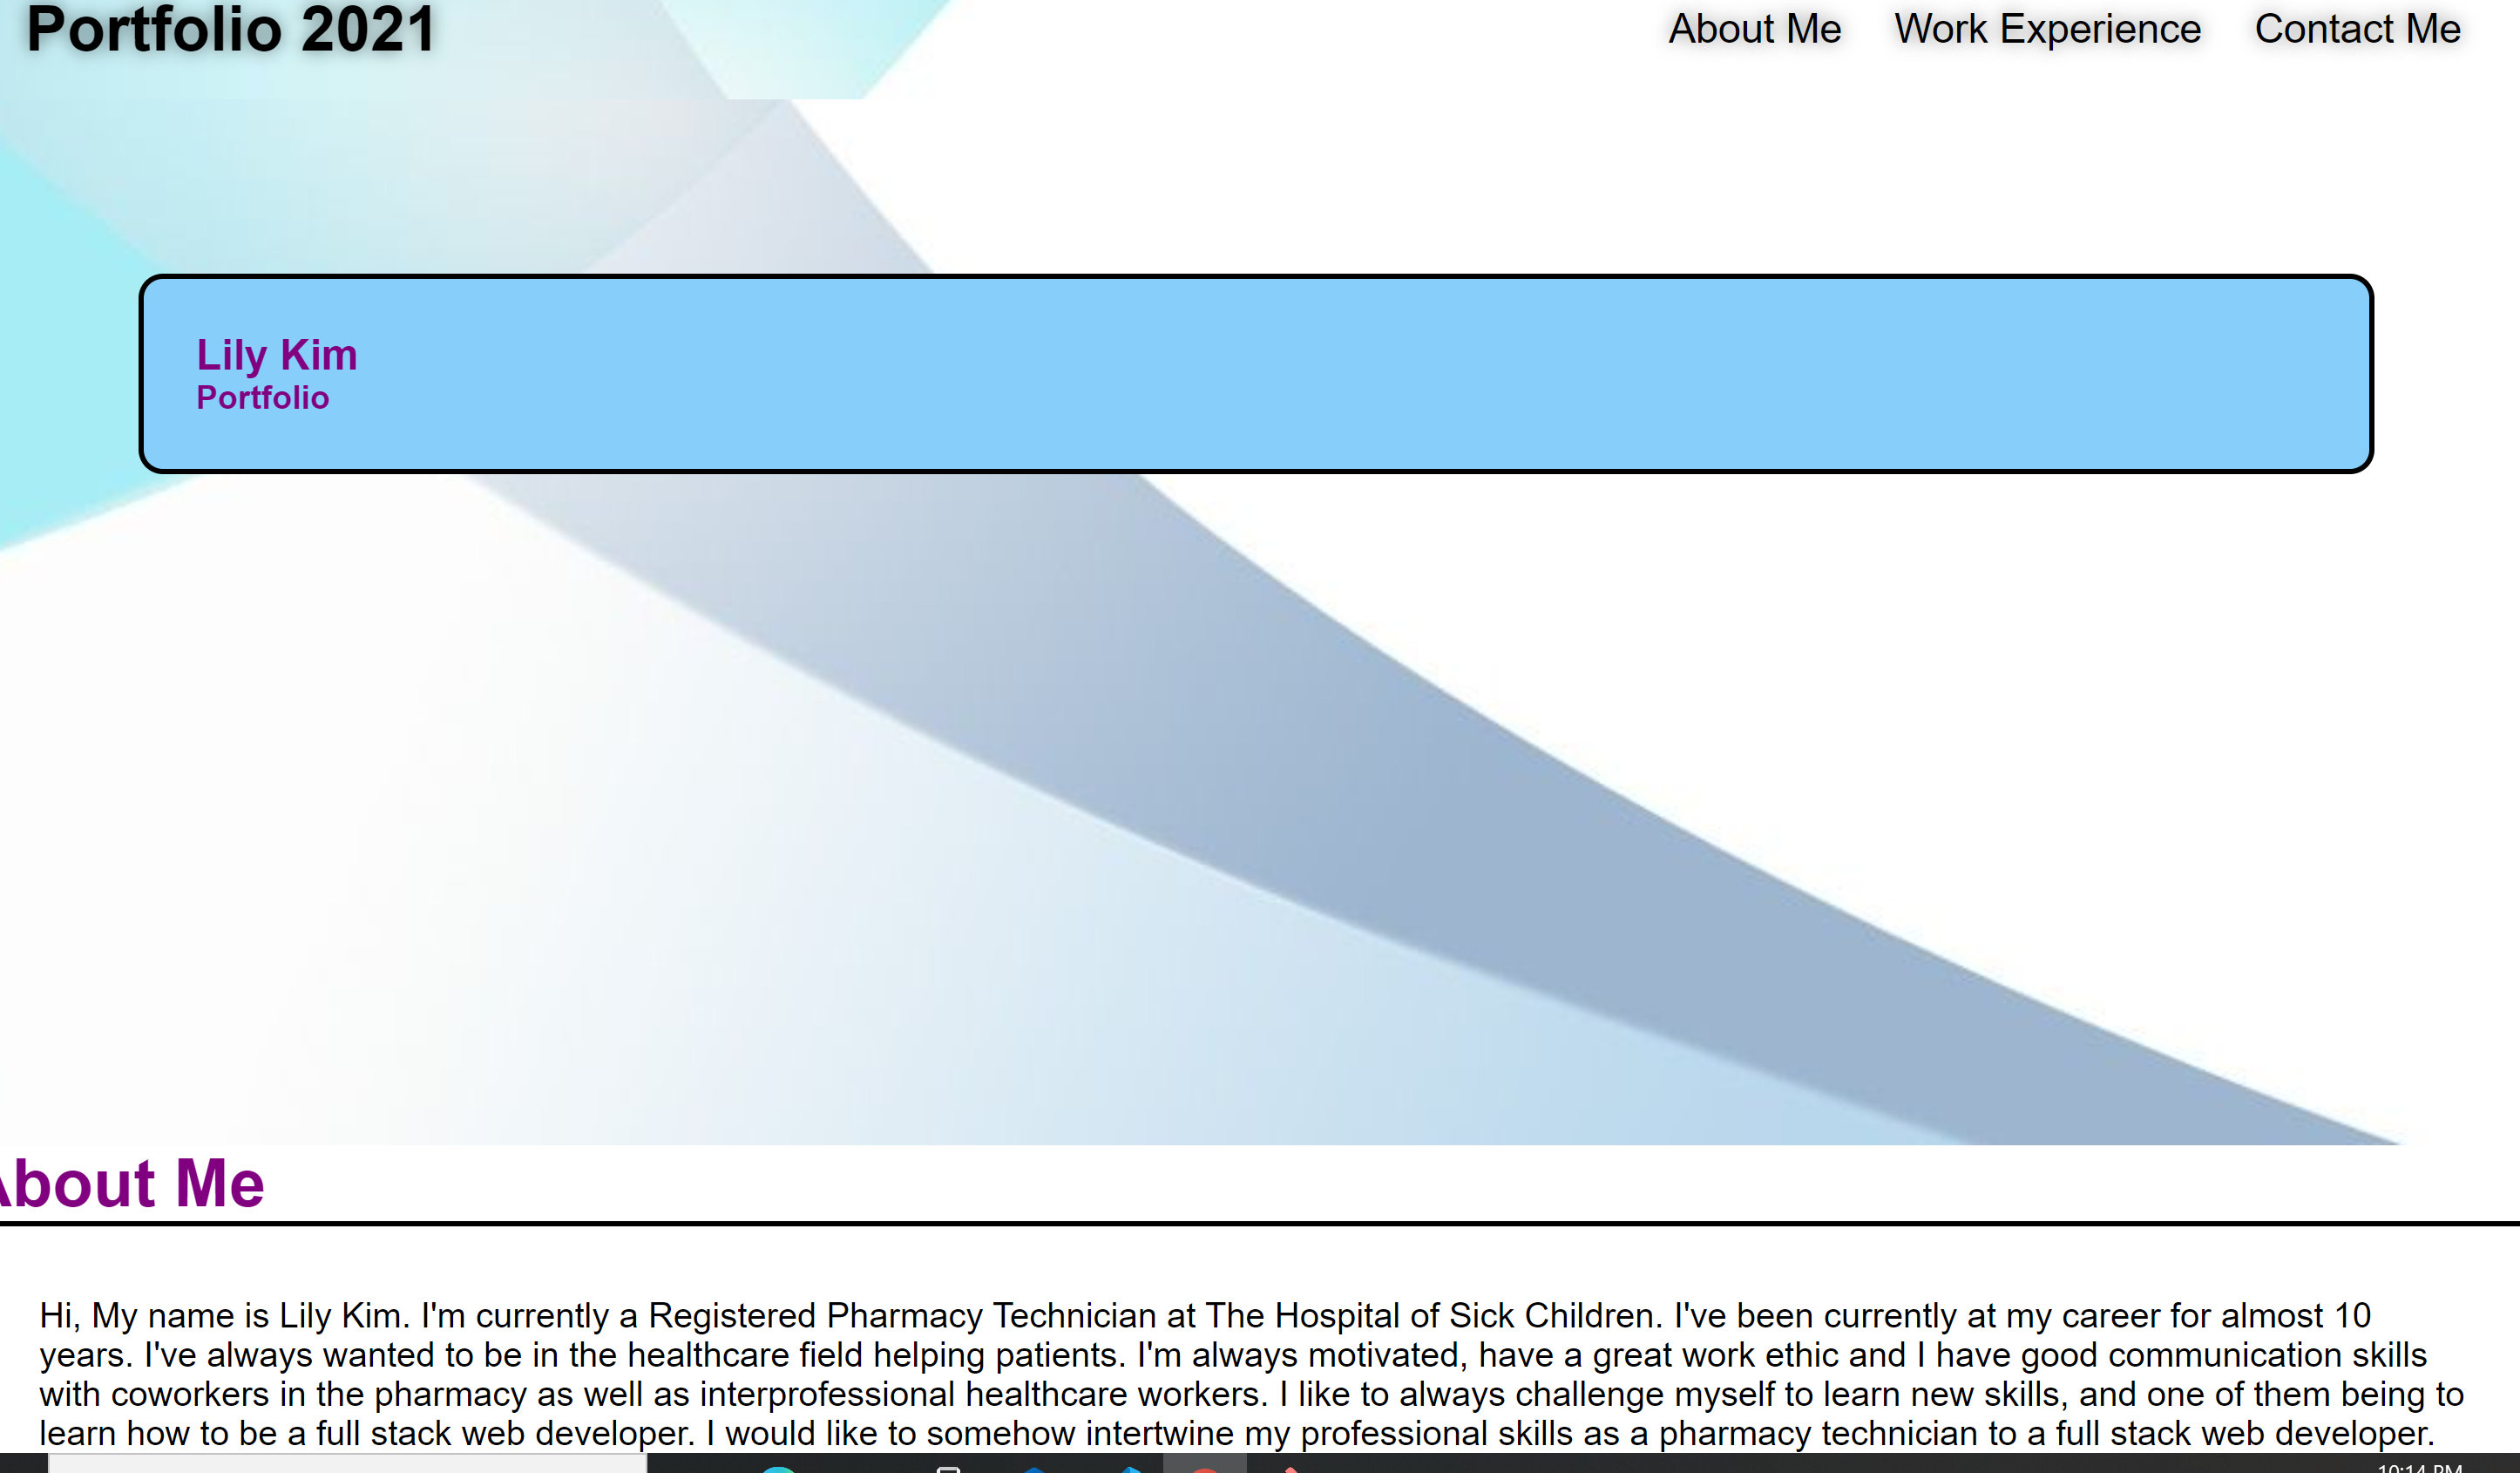 Portfolio 2021
About Me Work Experience Contact Me
Lily Kim
Portfolio
About Me
Hi, My name is Lily Kim. I'm currently a Registered Pharmacy Technician at The Hospital of Sick Children. I've been currently at my career for almost 10
years. I've always wanted to be in the healthcare field helping patients. I'm always motivated, have a great work ethic and I have good communication skills
with coworkers in the pharmacy as well as interprofessional healthcare workers. I like to always challenge myself to learn new skills, and one of them being to
learn how to be a full stack web developer. I would like to somehow intertwine my professional skills as a pharmacy technician to a full stack web developer.
10:14 PM